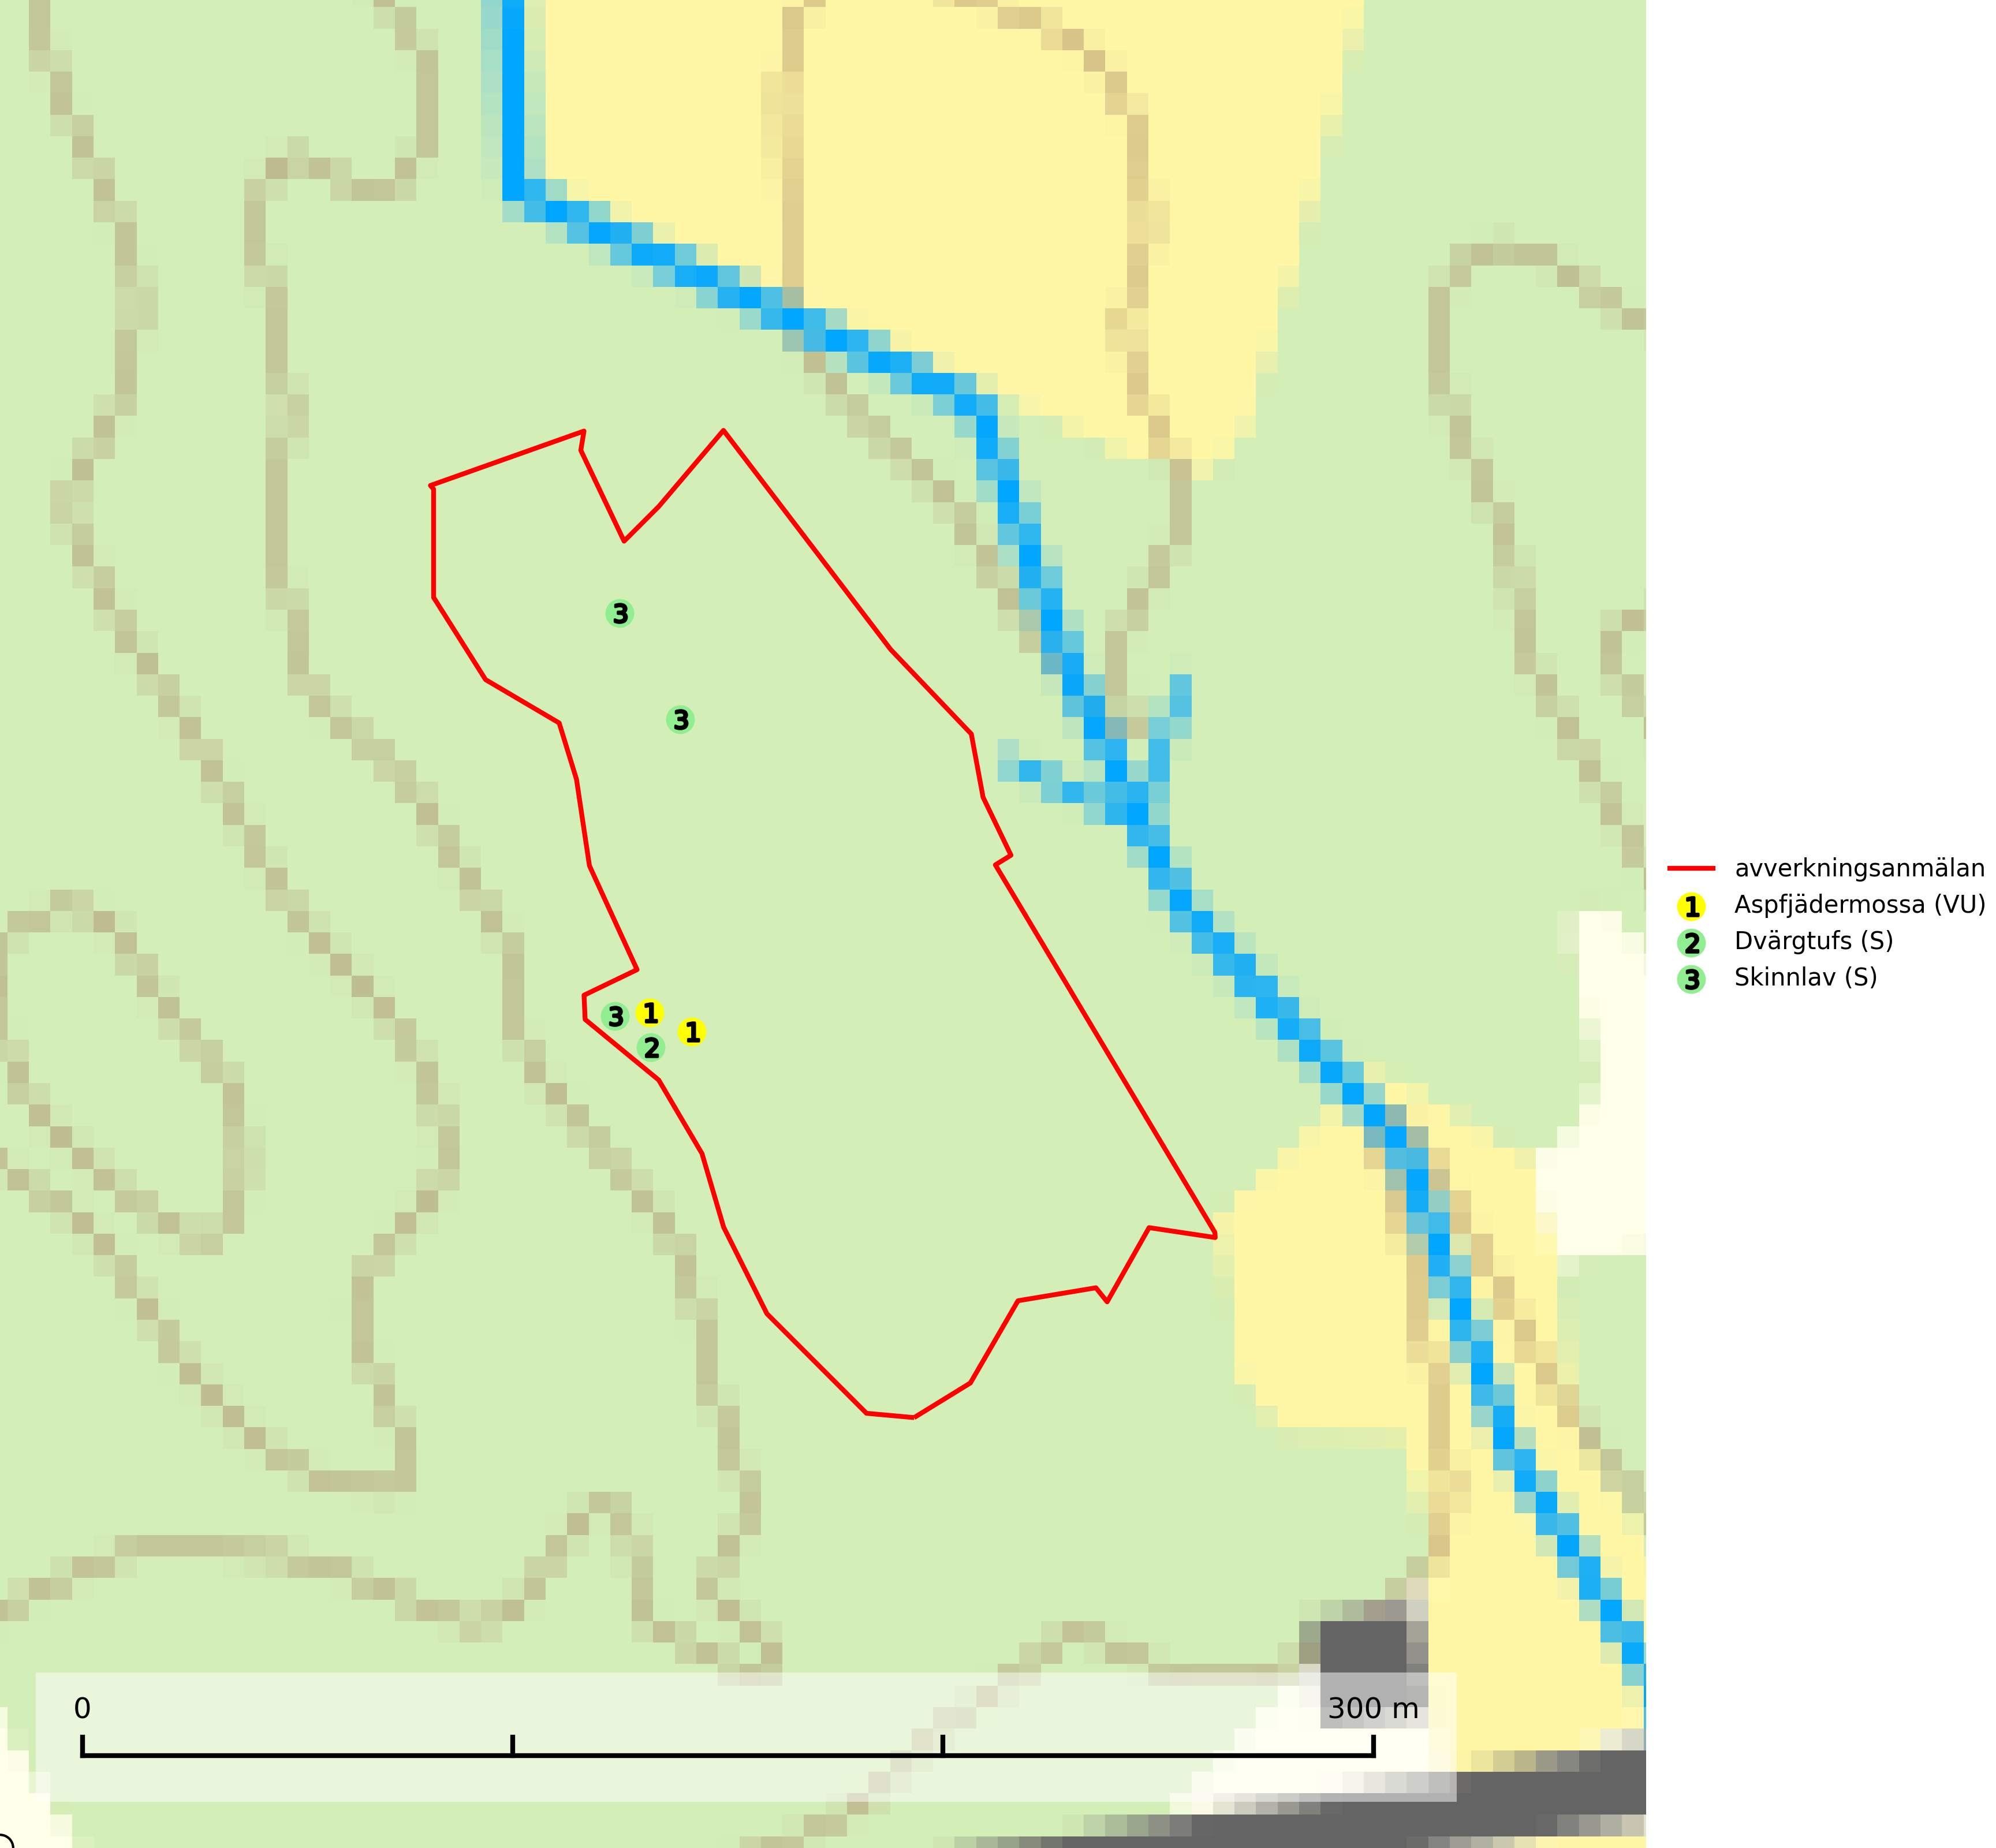 3
3
3
1
1
2
avverkningsanmälan
1 Aspfjädermossa (VU)
2 Dvärgtufs (S)
3 Skinnlav (S)
0 300 m